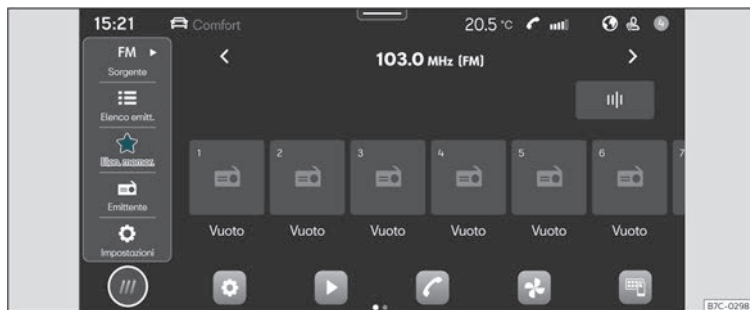 15:21 Comfort 20.5 °C 4
FM
Sorgente
103.0 MHz (FM)
Elenco emitt.
Elen. memor.
1 2 3 4 5 6 7
Emittente
Vuoto Vuoto Vuoto Vuoto Vuoto Vuoto
Impostazioni
B7C-0298